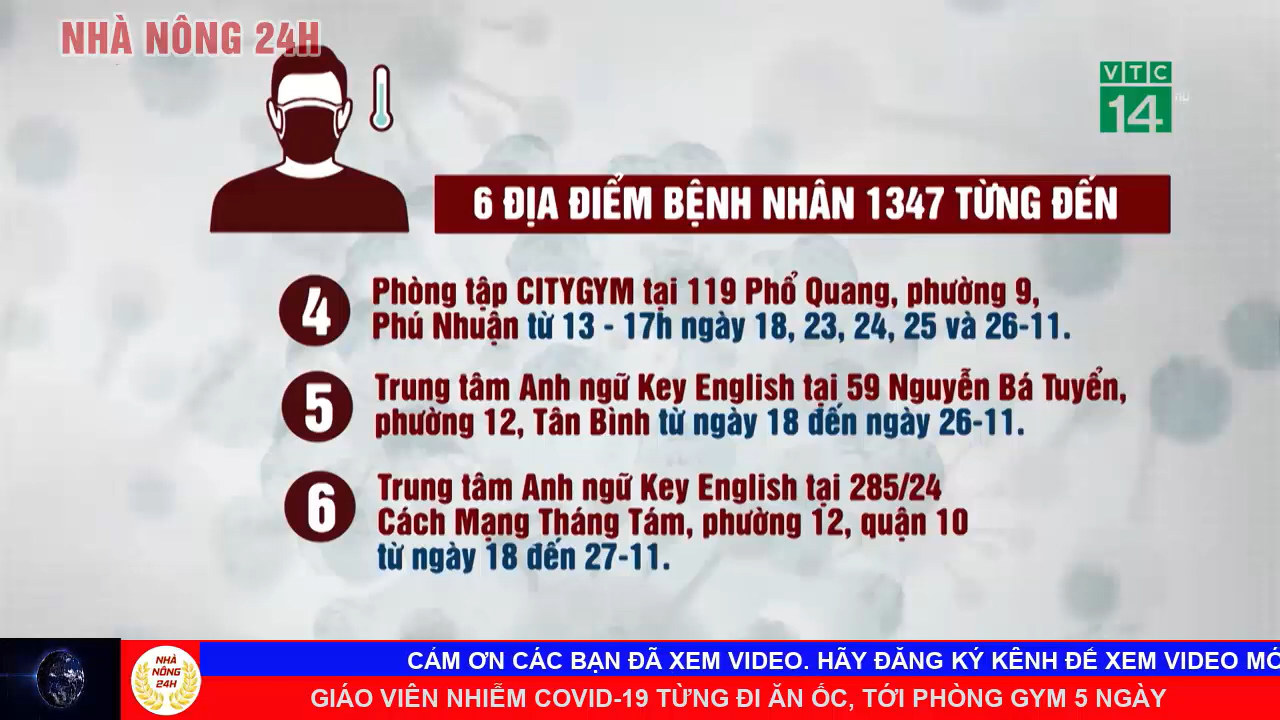 NHÀ NÔNG 24H
VTC
14
HD
6 ĐỊA ĐIỂM BỆNH NHÂN 1347 TỪNG ĐẾN
4
Phòng tập CITYGYM tại 119 Phổ Quang, phường 9,
Phú Nhuận từ 13 - 17h ngày 18, 23, 24, 25 và 26-11.
5
Trung tâm Anh ngữ Key English tại 59 Nguyễn Bá Tuyển,
phường 12, Tân Bình từ ngày 18 đến ngày 26-11.
6
Trung tâm Anh ngữ Key English tại 285/24
Cách Mạng Tháng Tám, phường 12, quận 10
từ ngày 18 đến 27-11.
NHÀ
NÔNG
24H
CÁM ƠN CÁC BẠN ĐÃ XEM VIDEO. HÃY ĐĂNG KÝ KÊNH ĐỂ XEM VIDEO MỚ
GIÁO VIÊN NHIỄM COVID-19 TỪNG ĐI ĂN ỐC, TỚI PHÒNG GYM 5 NGÀY